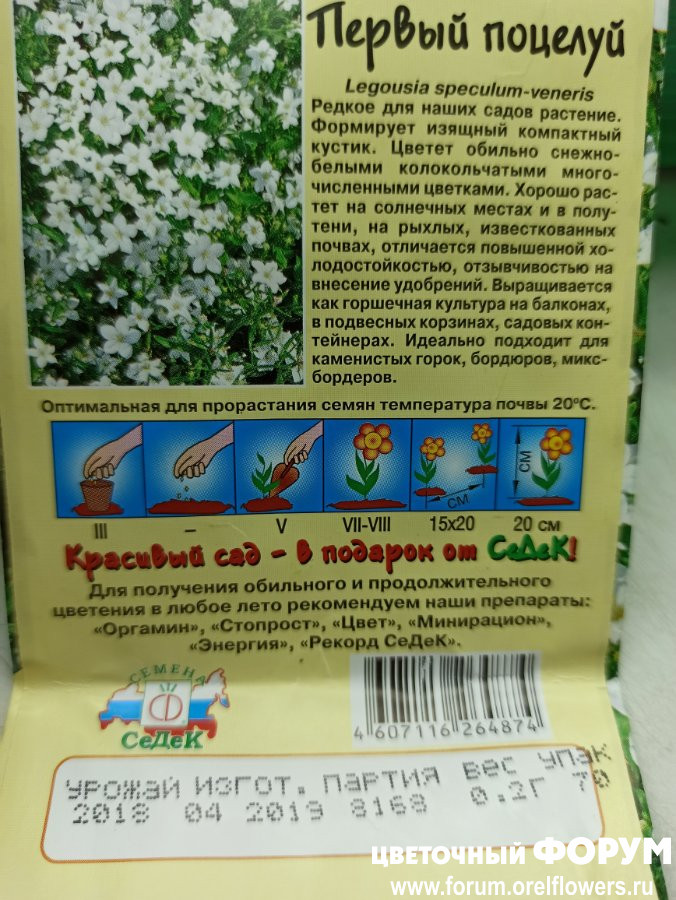 Первый поцелуй
Legousia speculum-veneris
Редкое для наших садов растение.
Формирует изящный компактный
кустик. Цветет обильно снежно-
белыми колокольчатыми много-
численными цветками. Хорошо рас-
тет на солнечных местах и в полу-
тени, на рыхлых, известкованных
почвах, отличается повышенной хо-
лодостойкостью, отзывчивостью на
внесение удобрений. Выращивается
как горшечная культура на балконах,
в подвесных корзинах, садовых кон-
тейнерах. Идеально подходит для
каменистых горок, бордюров, микс-
бордеров.
Оптимальная для прорастания семян температура почвы 20°С.
см
см
III – V VII-VIII 15x20 20 см
Красивый сад – в подарок от СеДеК!
Для получения обильного и продолжительного
цветения в любое лето рекомендуем наши препараты:
«Оргамин», «Стопрост», «Цвет», «Минирацион»,
«Энергия», «Рекорд СеДеК».
СЕМЕНА
СеДеК
4 607116 264874
УРОЖАЙ ИЗГОТ. ПАРТИЯ ВЕС УПАК
2018 04 2019 8168 0.2Г 70
ЦВЕТОЧНЫЙ ФОРУМ
www.forum.orelflowers.ru